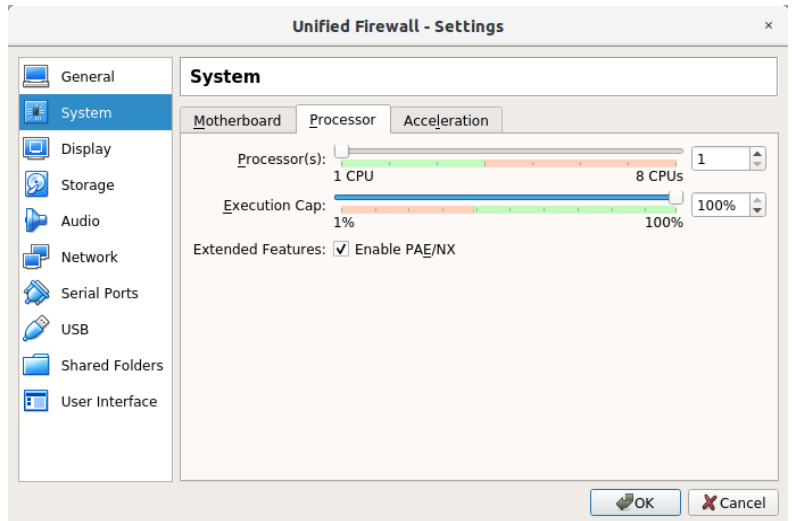 Unified Firewall - Settings
×
General
System
Display
Storage
Audio
Network
Serial Ports
USB
Shared Folders
User Interface
System
Motherboard Processor Acceleration
Processor(s): 1
1 CPU 8 CPUs
Execution Cap: 100%
1% 100%
Extended Features: Enable PAE/NX
OK Cancel